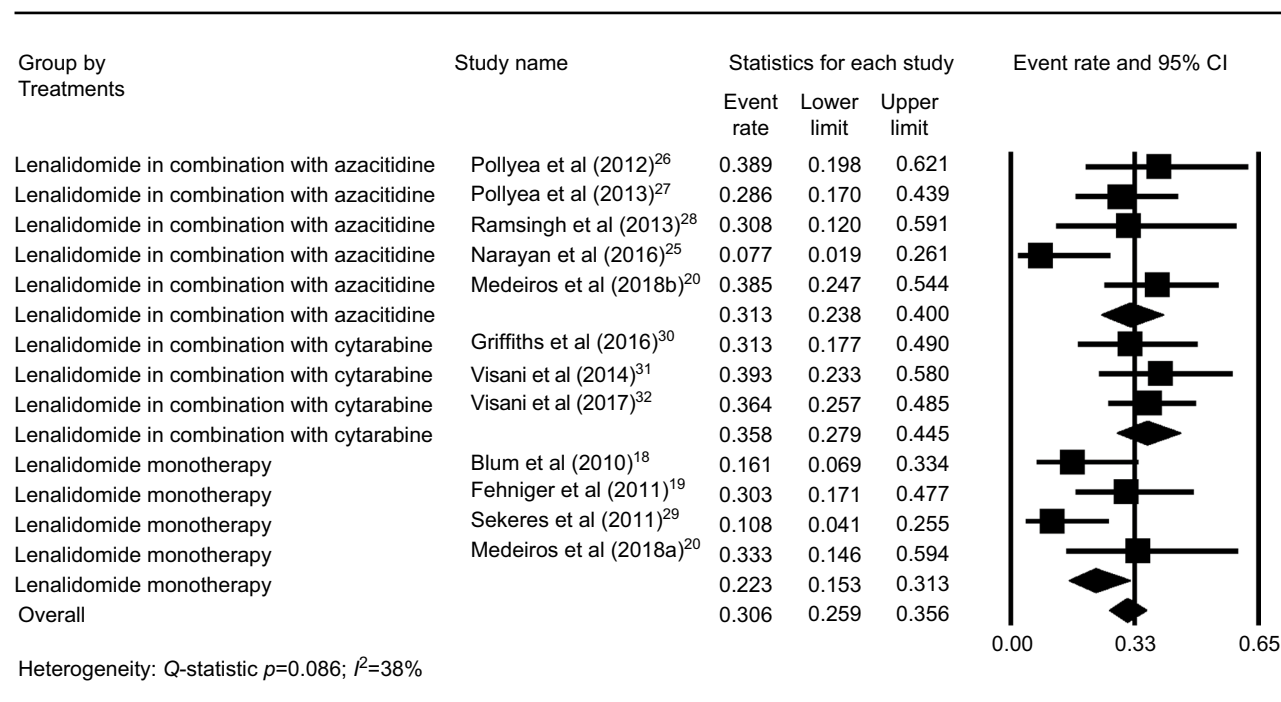 Group by Treatments Study name Statistics for each study Event rate and 95% CI
Event rate Lower limit Upper limit
Lenalidomide in combination with azacitidine Pollyea et al (2012)26 0.389 0.198 0.621
Lenalidomide in combination with azacitidine Pollyea et al (2013)27 0.286 0.170 0.439
Lenalidomide in combination with azacitidine Ramsingh et al (2013)28 0.308 0.120 0.591
Lenalidomide in combination with azacitidine Narayan et al (2016)25 0.077 0.019 0.261
Lenalidomide in combination with azacitidine Medeiros et al (2018b)20 0.385 0.247 0.544
Lenalidomide in combination with azacitidine 0.313 0.238 0.400
Lenalidomide in combination with cytarabine Griffiths et al (2016)30 0.313 0.177 0.490
Lenalidomide in combination with cytarabine Visani et al (2014)31 0.393 0.233 0.580
Lenalidomide in combination with cytarabine Visani et al (2017)32 0.364 0.257 0.485
Lenalidomide in combination with cytarabine 0.358 0.279 0.445
Lenalidomide monotherapy Blum et al (2010)18 0.161 0.069 0.334
Lenalidomide monotherapy Fehniger et al (2011)19 0.303 0.171 0.477
Lenalidomide monotherapy Sekeres et al (2011)29 0.108 0.041 0.255
Lenalidomide monotherapy Medeiros et al (2018a)20 0.333 0.146 0.594
Lenalidomide monotherapy 0.223 0.153 0.313
Overall 0.306 0.259 0.356
0.00 0.33 0.65
Heterogeneity: Q-statistic p=0.086; I2=38%